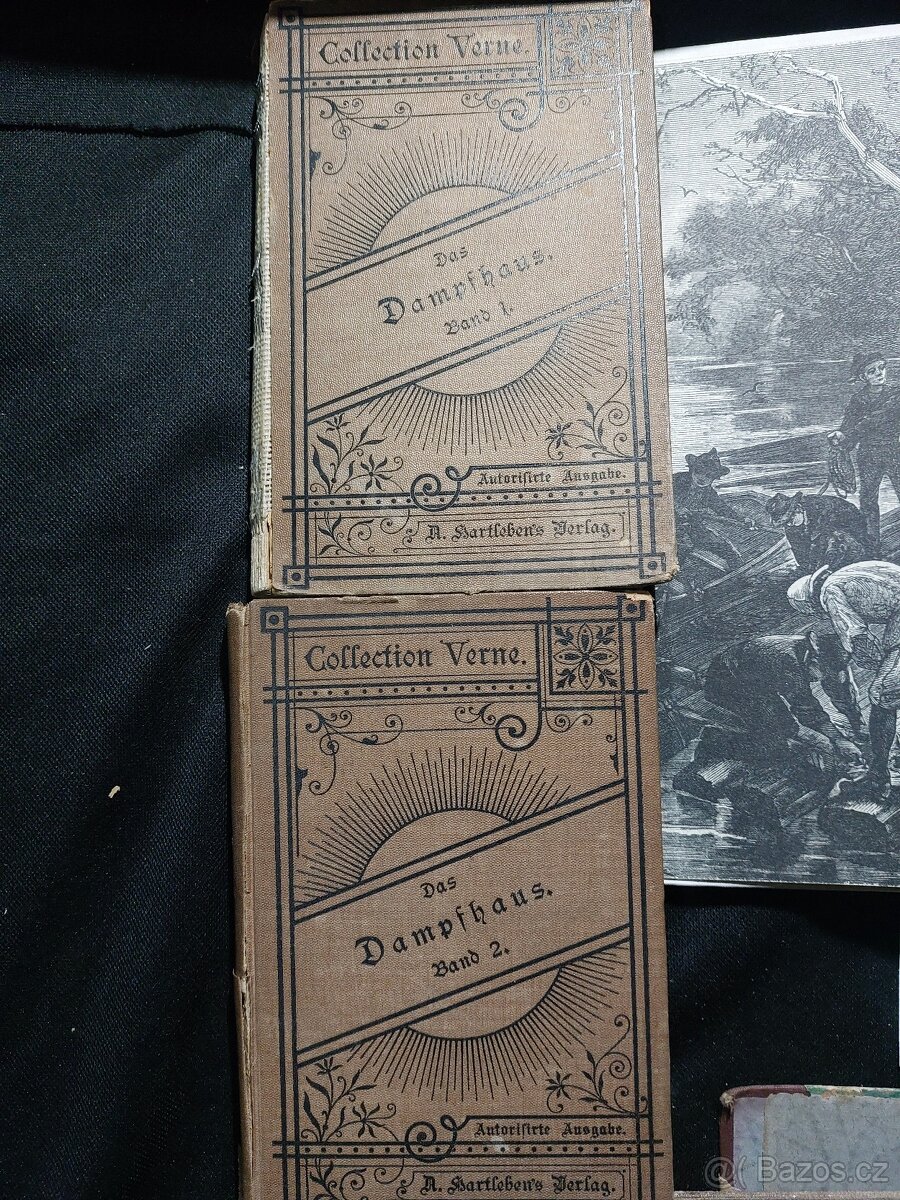 Collection Verne.
Das
Dampfhaus.
Band 1.
Autorisirte Ausgabe.
A. Hartleben's Verlag.
Collection Verne.
Das
Dampfhaus.
Band 2.
Autorisirte Ausgabe.
A. Hartleben's Verlag.
Bazos.cz